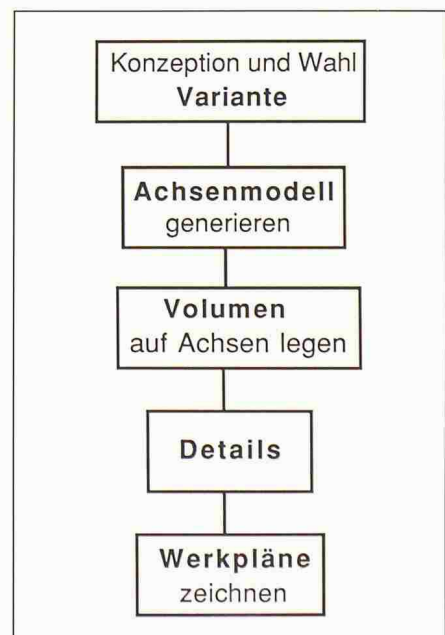 Konzeption und Wahl
Variante
Achsenmodell
generieren
Volumen
auf Achsen legen
Details
Werkpläne
zeichnen